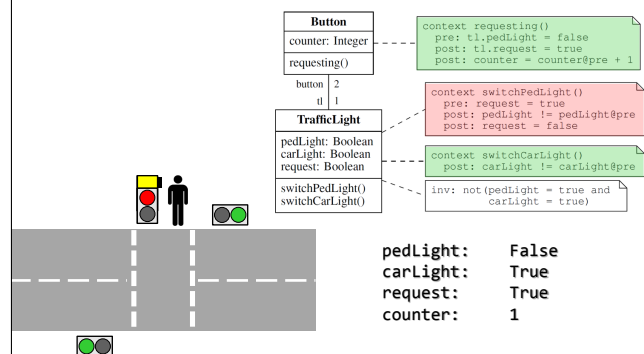 Button
counter: Integer
requesting()
button 2
tl 1
TrafficLight
pedLight: Boolean
carLight: Boolean
request: Boolean
switchPedLight()
switchCarLight()
context requesting()
pre: tl.pedLight = false
post: tl.request = true
post: counter = counter@pre + 1
context switchPedLight()
pre: request = true
post: pedLight != pedLight@pre
post: request = false
context switchCarLight()
post: carLight != carLight@pre
inv: not(pedLight = true and
carLight = true)
pedLight: False
carLight: True
request: True
counter: 1